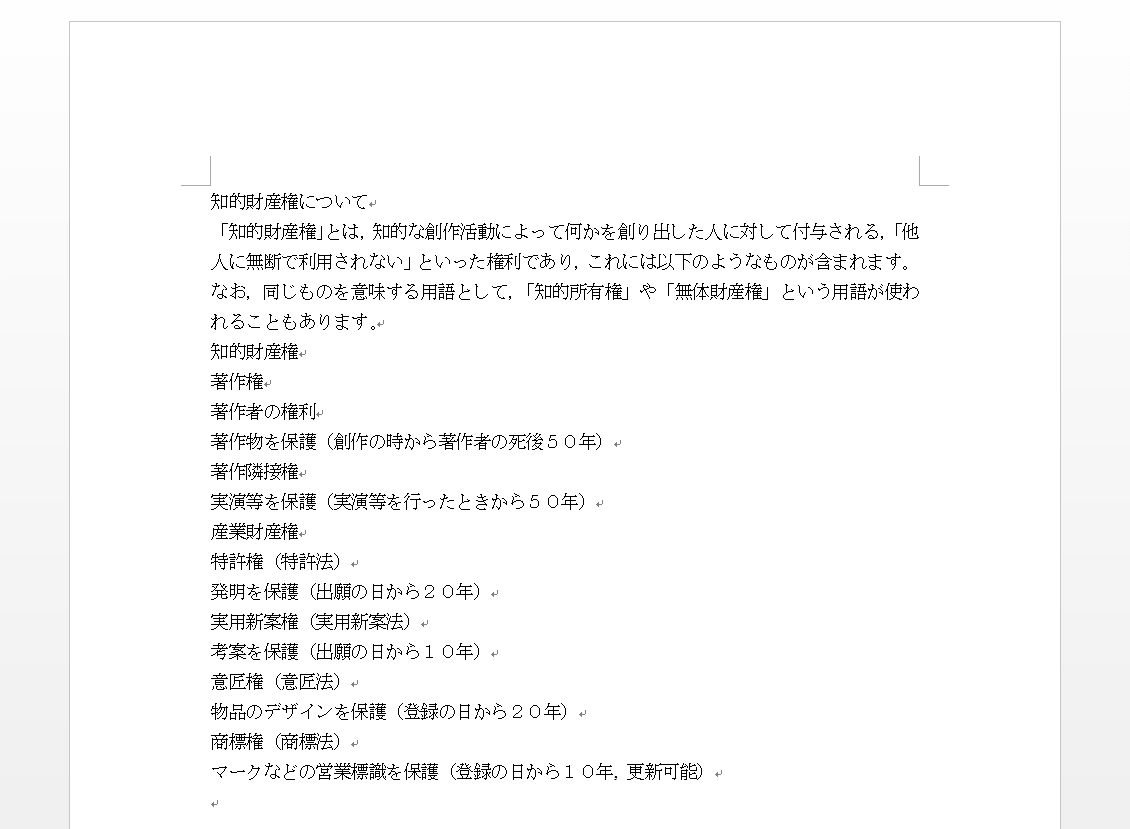 知的財産権について
「知的財産権」とは，知的な創作活動によって何かを創り出した人に対して付与される，「他
人に無断で利用されない」といった権利であり，これには以下のようなものが含まれます。
なお，同じものを意味する用語として，「知的所有権」や「無体財産権」という用語が使わ
れることもあります。
知的財産権
著作権
著作者の権利
著作物を保護（創作の時から著作者の死後５０年）
著作隣接権
実演等を保護（実演等を行ったときから５０年）
産業財産権
特許権（特許法）
発明を保護（出願の日から２０年）
実用新案権（実用新案法）
考案を保護（出願の日から１０年）
意匠権（意匠法）
物品のデザインを保護（登録の日から２０年）
商標権（商標法）
マークなどの営業標識を保護（登録の日から１０年，更新可能）